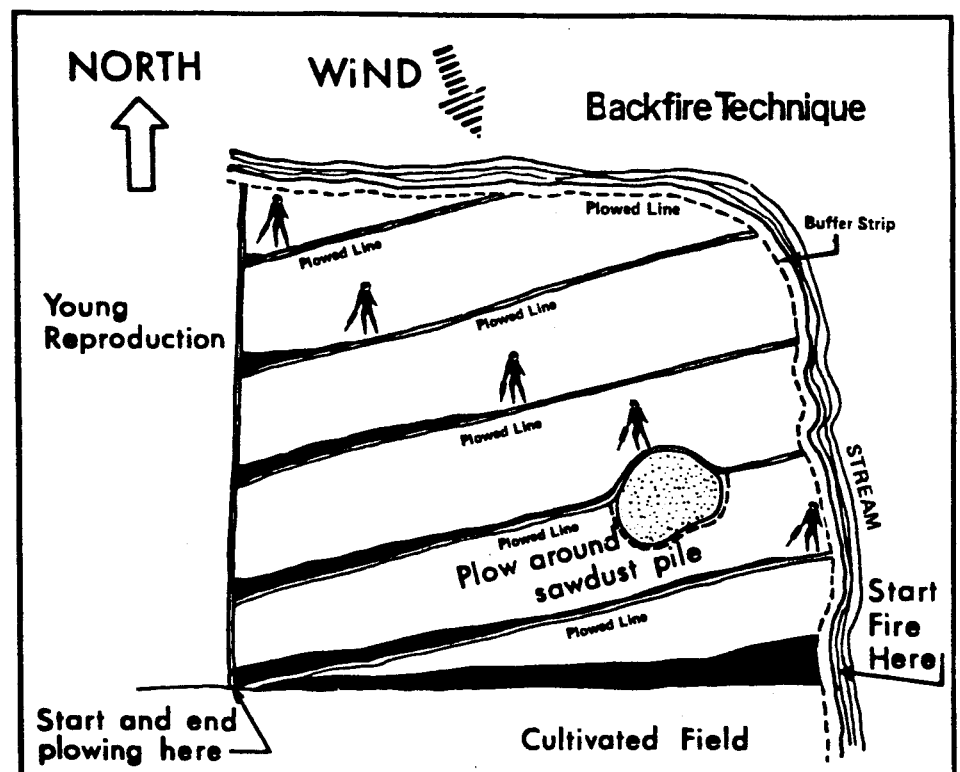 NORTH
WiND
Backfire Technique
Plowed Line
Buffer Strip
Plowed Line
Young
Reproduction
Plowed Line
Plowed Line
STREAM
Plowed Line
Plow around
sawdust pile
Plowed Line
Start
Fire
Here
Start and end
plowing here
Cultivated Field